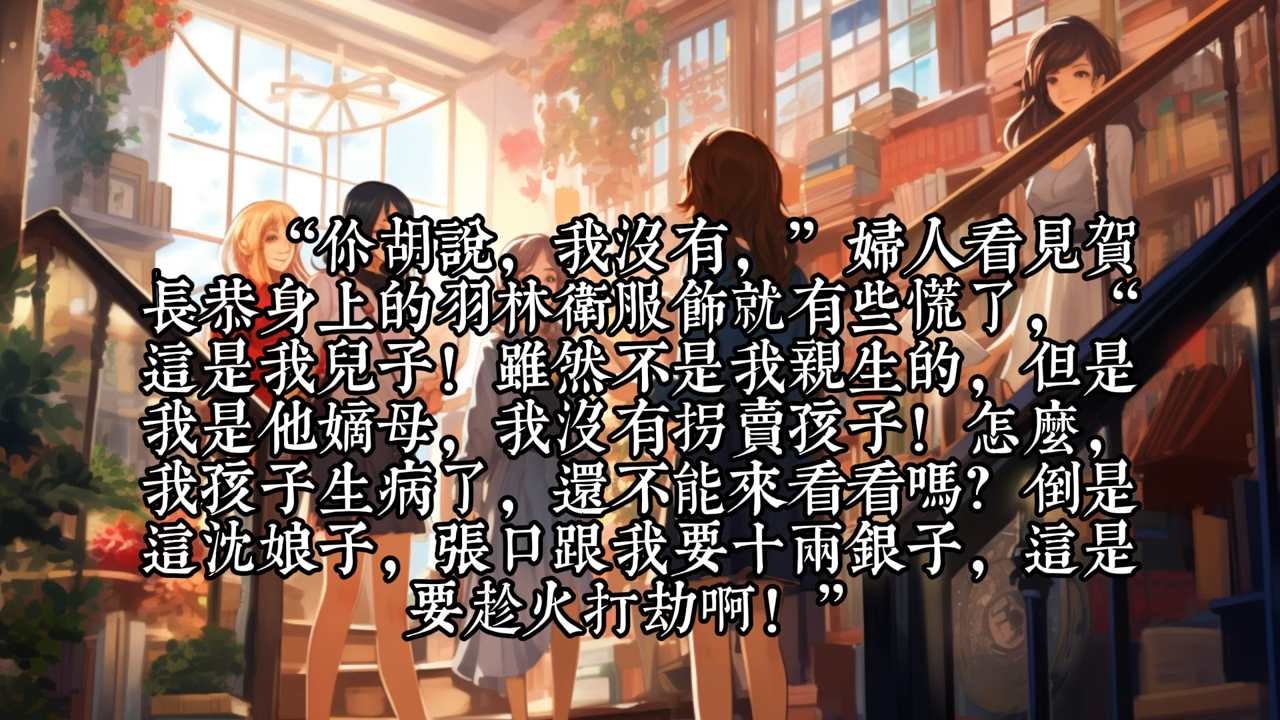 “你胡說，我沒有，”婦人看見賀
長恭身上的羽林衛服飾就有些慌了，“
這是我兒子！雖然不是我親生的，但是
我是他嫡母，我沒有拐賣孩子！怎麼，
我孩子生病了，還不能來看看嗎？倒是
這沈娘子，張口跟我要十兩銀子，這是
要趁火打劫啊！”